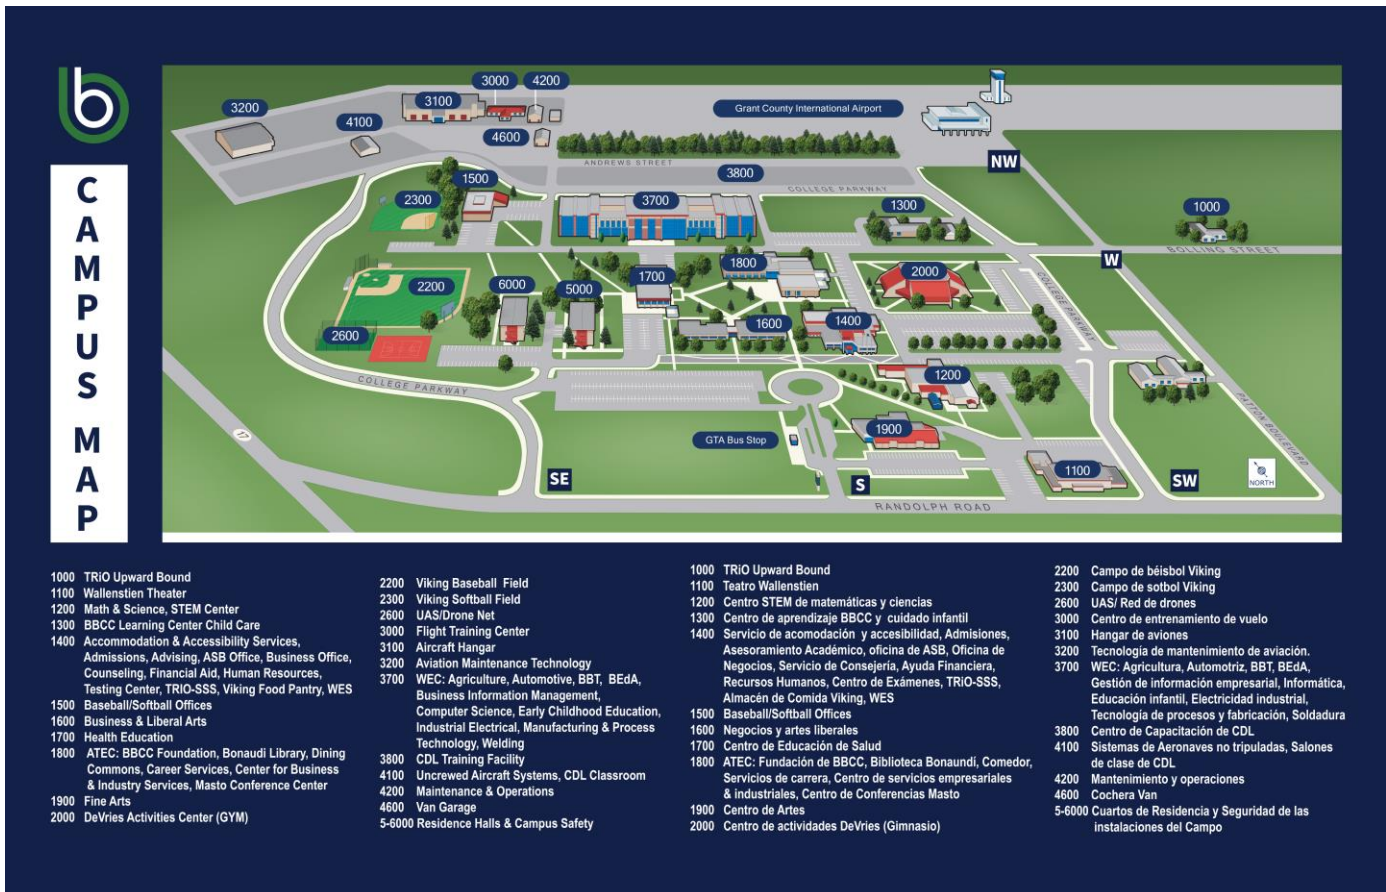 b
CAMPUS MAP
3000
4200
3200
3100
Grant County International Airport
4100
4600
NW
ANDREWS STREET
3800
1500
COLLEGE PARKWAY
2300
3700
1300
1000
BOLLING STREET
W
1800
2000
1700
6000
5000
2200
COLLEGE PARKWAY
1600
1400
2600
1200
COLLEGE PARKWAY
PATTON BOULEVARD
17
GTA Bus Stop
1900
1100
NORTH
SE
S
SW
RANDOLPH ROAD
1000 TRiO Upward Bound
1100 Wallenstien Theater
1200 Math & Science, STEM Center
1300 BBCC Learning Center Child Care
1400 Accommodation & Accessibility Services,
Admissions, Advising, ASB Office, Business Office,
Counseling, Financial Aid, Human Resources,
Testing Center, TRIO-SSS, Viking Food Pantry, WES
1500 Baseball/Softball Offices
1600 Business & Liberal Arts
1700 Health Education
1800 ATEC: BBCC Foundation, Bonaudi Library, Dining
Commons, Career Services, Center for Business
& Industry Services, Masto Conference Center
1900 Fine Arts
2000 DeVries Activities Center (GYM)
2200 Viking Baseball Field
2300 Viking Softball Field
2600 UAS/Drone Net
3000 Flight Training Center
3100 Aircraft Hangar
3200 Aviation Maintenance Technology
3700 WEC: Agriculture, Automotive, BBT, BEdA,
Business Information Management,
Computer Science, Early Childhood Education,
Industrial Electrical, Manufacturing & Process
Technology, Welding
3800 CDL Training Facility
4100 Uncrewed Aircraft Systems, CDL Classroom
4200 Maintenance & Operations
4600 Van Garage
5-6000 Residence Halls & Campus Safety
1000 TRiO Upward Bound
1100 Teatro Wallenstien
1200 Centro STEM de matemáticas y ciencias
1300 Centro de aprendizaje BBCC y cuidado infantil
1400 Servicio de acomodación y accesibilidad, Admisiones,
Asesoramiento Académico, oficina de ASB, Oficina de
Negocios, Servicio de Consejería, Ayuda Financiera,
Recursos Humanos, Centro de Exámenes, TRiO-SSS,
Almacén de Comida Viking, WES
1500 Baseball/Softball Offices
1600 Negocios y artes liberales
1700 Centro de Educación de Salud
1800 ATEC: Fundación de BBCC, Biblioteca Bonaundí, Comedor,
Servicios de carrera, Centro de servicios empresariales
& industriales, Centro de Conferencias Masto
1900 Centro de Artes
2000 Centro de actividades DeVries (Gimnasio)
2200 Campo de béisbol Viking
2300 Campo de sotbol Viking
2600 UAS/ Red de drones
3000 Centro de entrenamiento de vuelo
3100 Hangar de aviones
3200 Tecnología de mantenimiento de aviación.
3700 WEC: Agricultura, Automotriz, BBT, BEdA,
Gestión de información empresarial, Informática,
Educación infantil, Electricidad industrial,
Tecnología de procesos y fabricación, Soldadura
3800 Centro de Capacitación de CDL
4100 Sistemas de Aeronaves no tripuladas, Salones
de clase de CDL
4200 Mantenimiento y operaciones
4600 Cochera Van
5-6000 Cuartos de Residencia y Seguridad de las
instalaciones del Campo